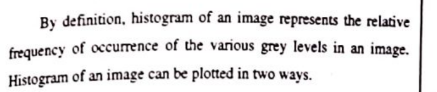 By definition, histogram of an image represents the relative
frequency of occurrence of the various grey levels in an image.
Histogram of an image can be plotted in two ways.